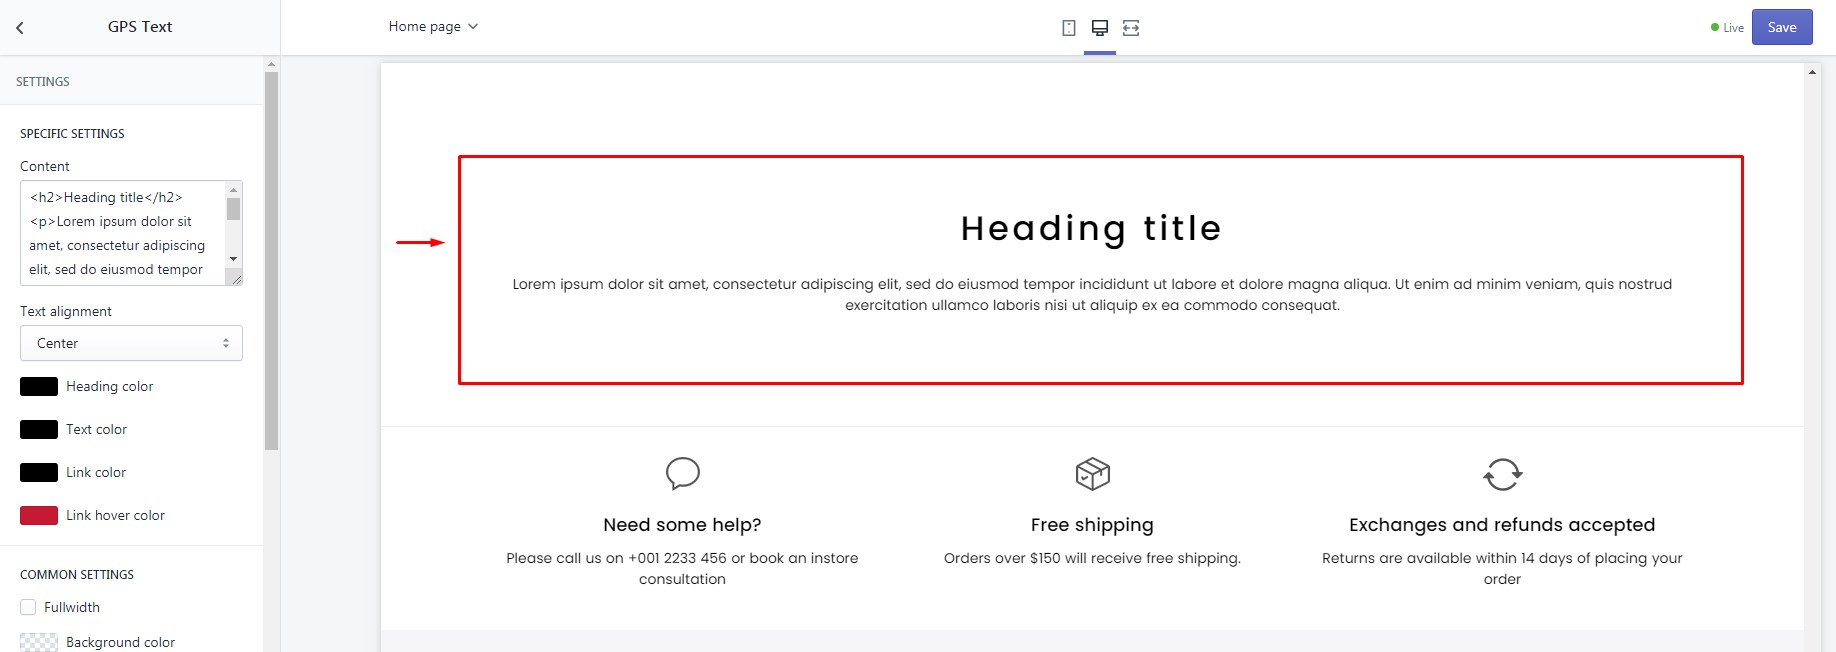 GPS Text
Home page
Live
Save
SETTINGS
SPECIFIC SETTINGS
Content
<h2>Heading title</h2>
<p>Lorem ipsum dolor sit
amet, consectetur adipiscing
elit, sed do eiusmod tempor
Text alignment
Center
Heading color
Text color
Link color
Link hover color
COMMON SETTINGS
Fullwidth
Background color
Heading title
Lorem ipsum dolor sit amet, consectetur adipiscing elit, sed do eiusmod tempor incididunt ut labore et dolore magna aliqua. Ut enim ad minim veniam, quis nostrud
exercitation ullamco laboris nisi ut aliquip ex ea commodo consequat.
Need some help?
Please call us on +001 2233 456 or book an instore
consultation
Free shipping
Orders over $150 will receive free shipping.
Exchanges and refunds accepted
Returns are available within 14 days of placing your
order